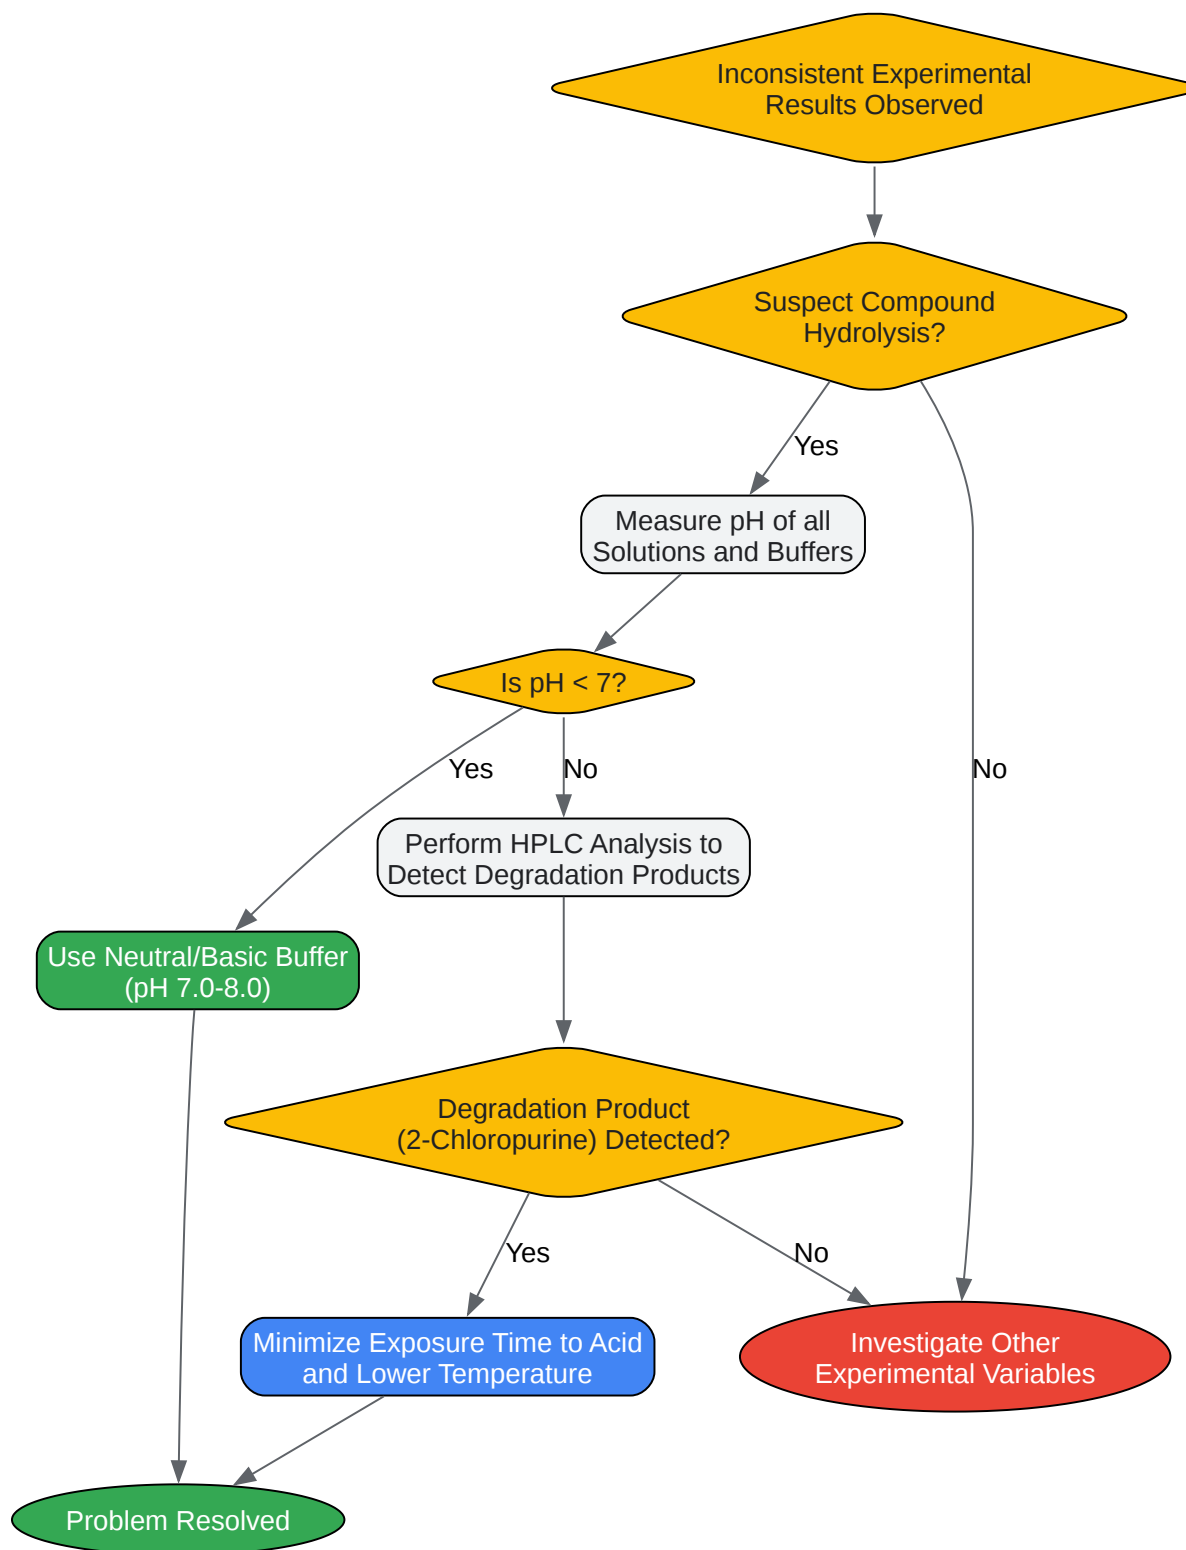 Inconsistent Experimental
Results Observed
Suspect Compound
Hydrolysis?
Yes
Measure pH of all
Solutions and Buffers
Is pH < 7?
Yes
No
No
Perform HPLC Analysis to
Detect Degradation Products
Use Neutral/Basic Buffer
(pH 7.0-8.0)
Degradation Product
(2-Chloropurine) Detected?
Yes
No
Minimize Exposure Time to Acid
and Lower Temperature
Investigate Other
Experimental Variables
Problem Resolved